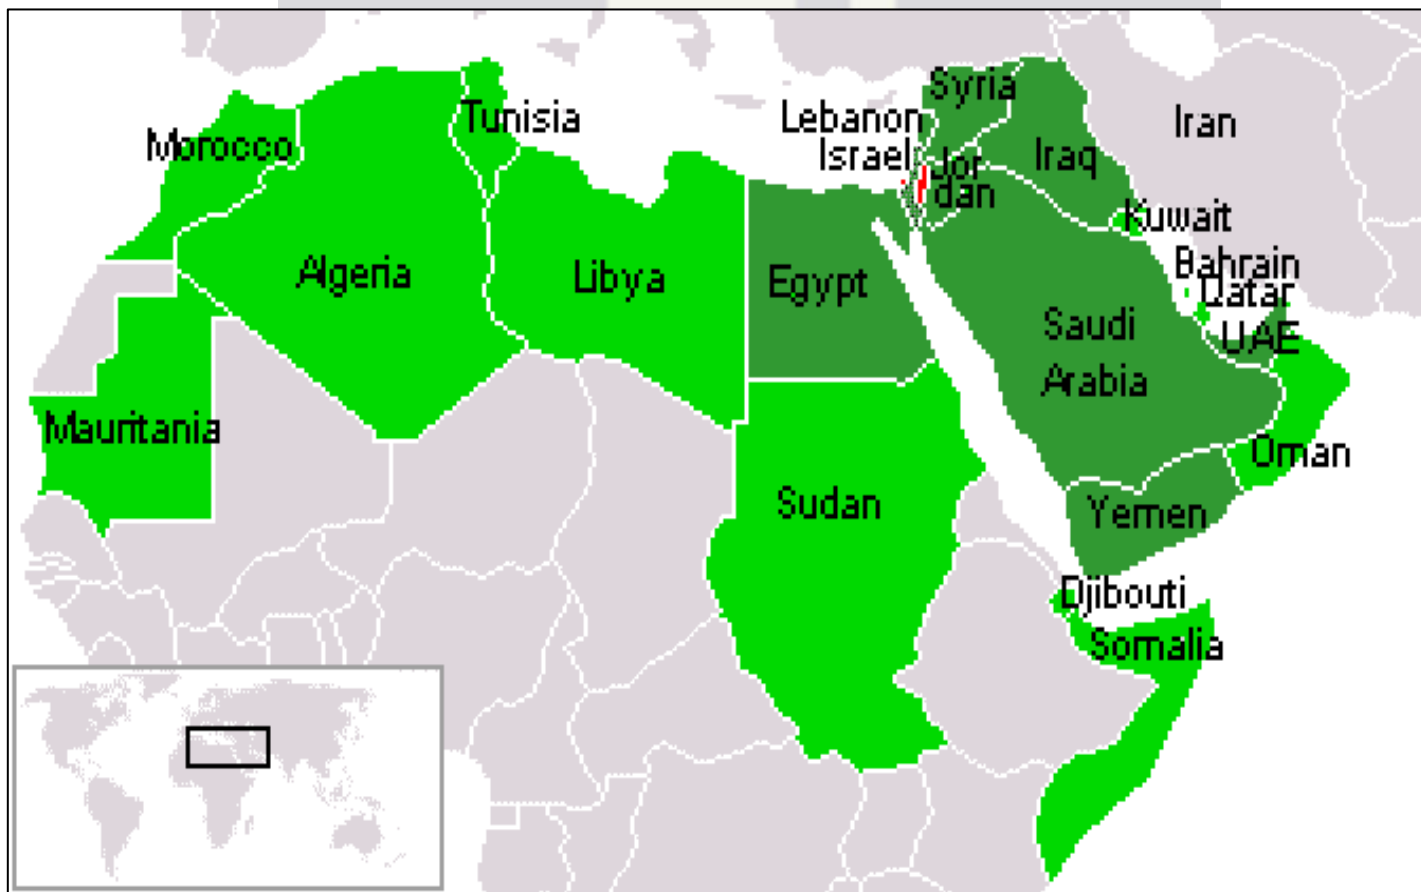 Syria
Lebanon
Iran
Tunisia
Morocco
Israel
Jor
dan
Iraq
Kuwait
Algeria
Libya
Egypt
Bahrain
Qatar
Saudi
Arabia
UAE
Mauritania
Oman
Sudan
Yemen
Djibouti
Somalia